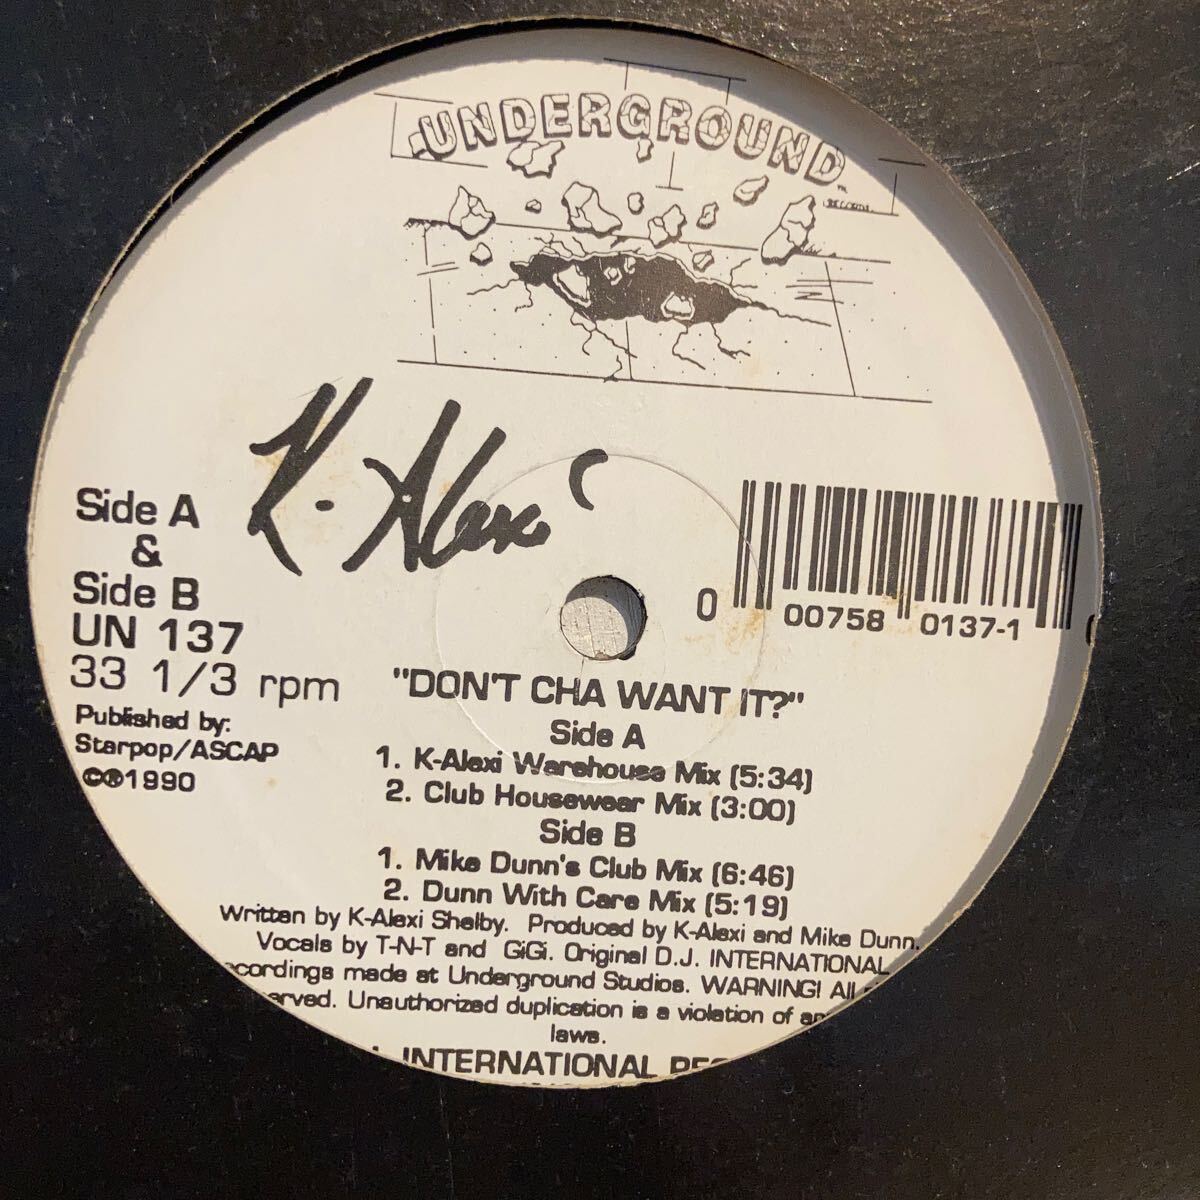 UNDERGROUND
RECORDS
K-Alexi
Side A
&
Side B
UN 137
33 1/3 rpm
Published by:
Starpop/ASCAP
©℗1990
0 00758 0137-1
"DON'T CHA WANT IT?"
Side A
1. K-Alexi Warehouse Mix (5:34)
2. Club Housewear Mix (3:00)
Side B
1. Mike Dunn's Club Mix (6:46)
2. Dunn With Care Mix (5:19)
Written by K-Alexi Shelby. Produced by K-Alexi and Mike Dunn.
Vocals by T-N-T and GiGi. Original D.J. INTERNATIONAL
cordings made at Underground Studios. WARNING! All
erved. Unauthorized duplication is a violation of
laws.
INTERNATIONAL